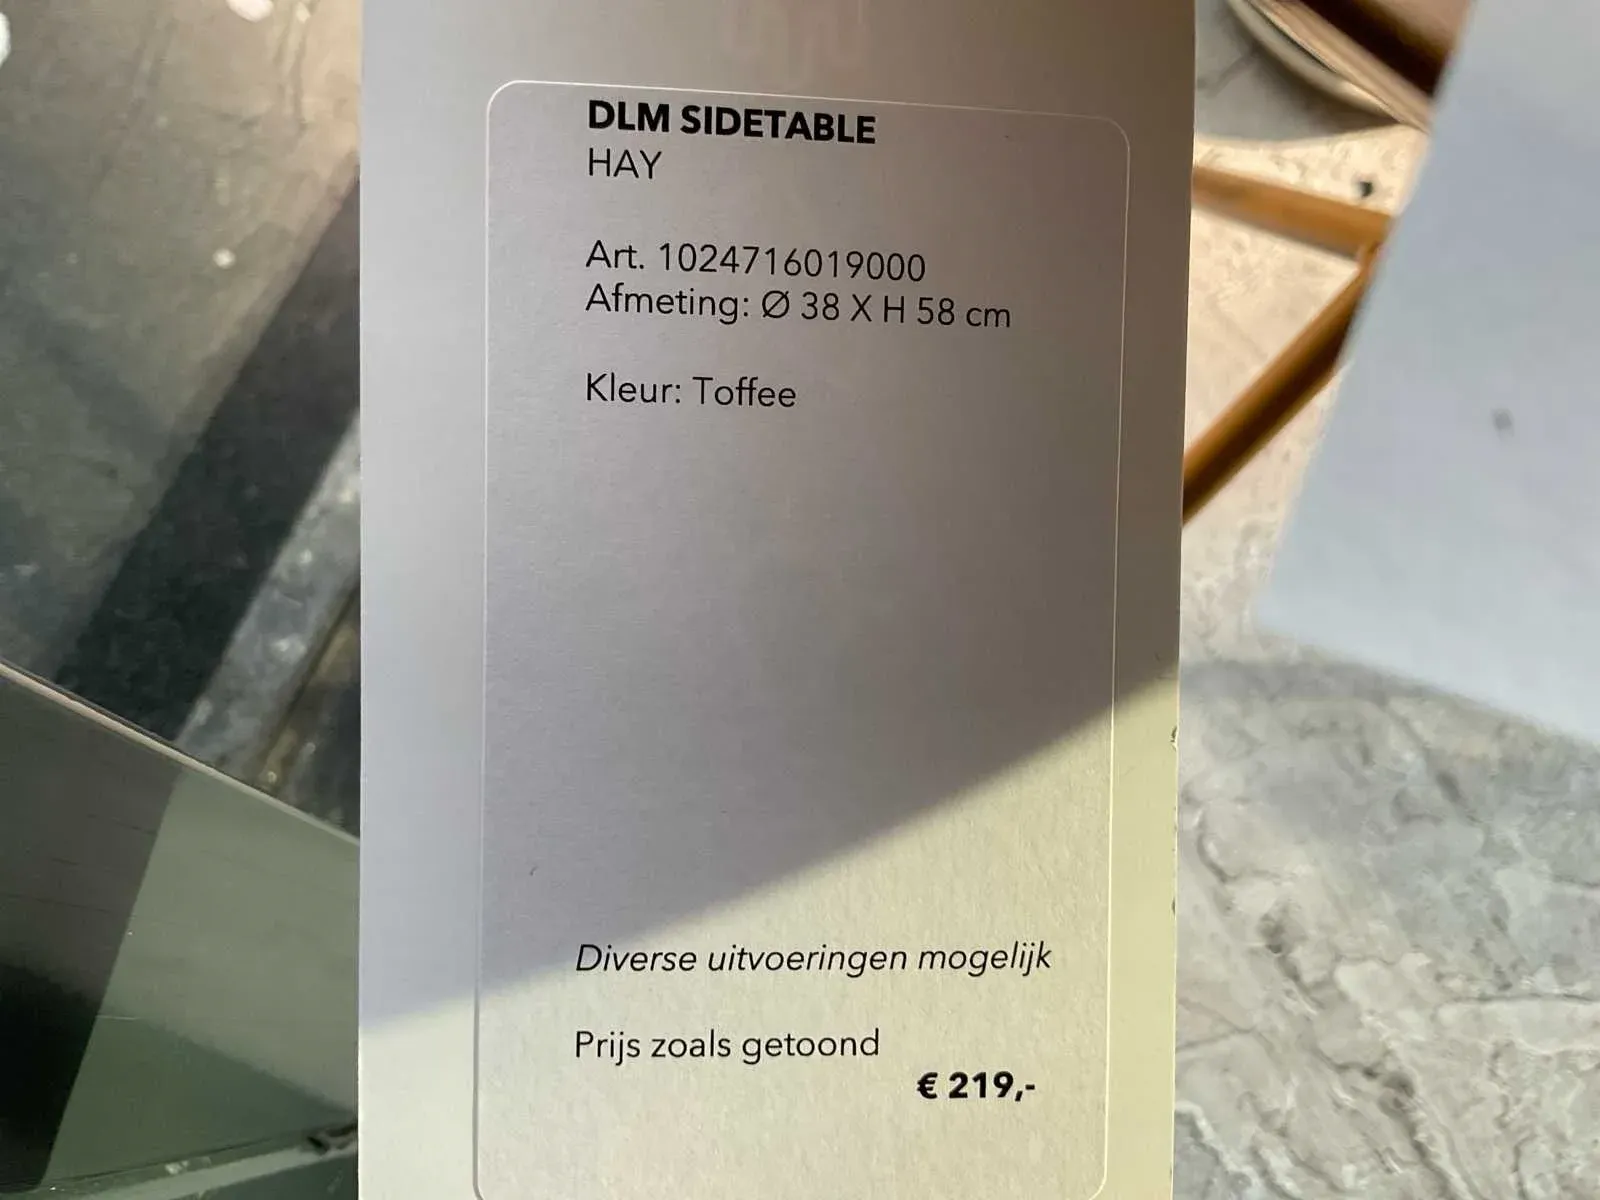 DLM SIDETABLE
HAY
Art. 1024716019000
Afmeting: Ø 38 X H 58 cm
Kleur: Toffee
Diverse uitvoeringen mogelijk
Prijs zoals getoond
€ 219,-